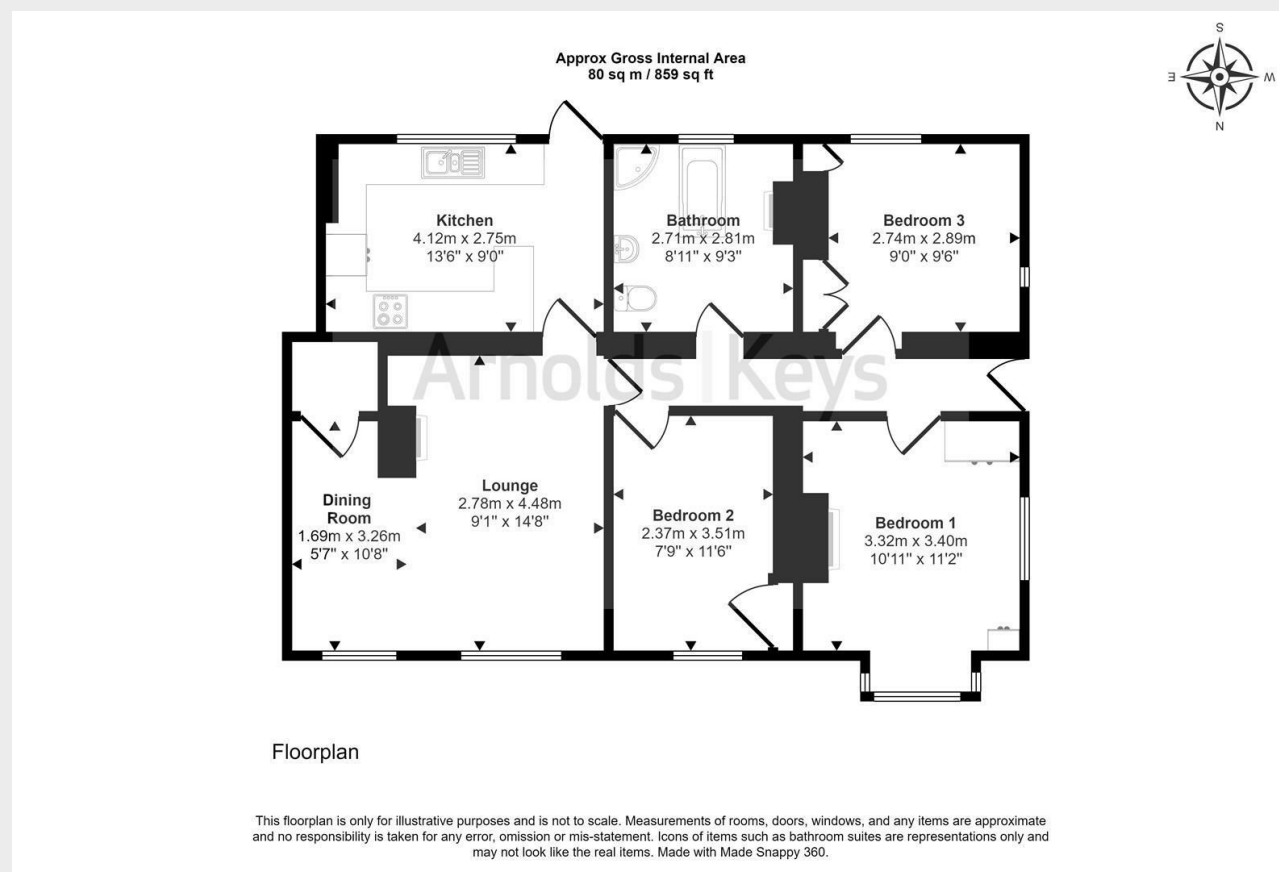 Approx Gross Internal Area
80 sq m / 859 sq ft
S
E
W
N
Kitchen
4.12m x 2.75m
13'6" x 9'0"
Bathroom
2.71m x 2.81m
8'11" x 9'3"
Bedroom 3
2.74m x 2.89m
9'0" x 9'6"
Arnolds | Keys
Dining
Room
1.69m x 3.26m
5'7" x 10'8"
Lounge
2.78m x 4.48m
9'1" x 14'8"
Bedroom 2
2.37m x 3.51m
7'9" x 11'6"
Bedroom 1
3.32m x 3.40m
10'11" x 11'2"
Floorplan
This floorplan is only for illustrative purposes and is not to scale. Measurements of rooms, doors, windows, and any items are approximate
and no responsibility is taken for any error, omission or mis-statement. Icons of items such as bathroom suites are representations only and
may not look like the real items. Made with Made Snappy 360.